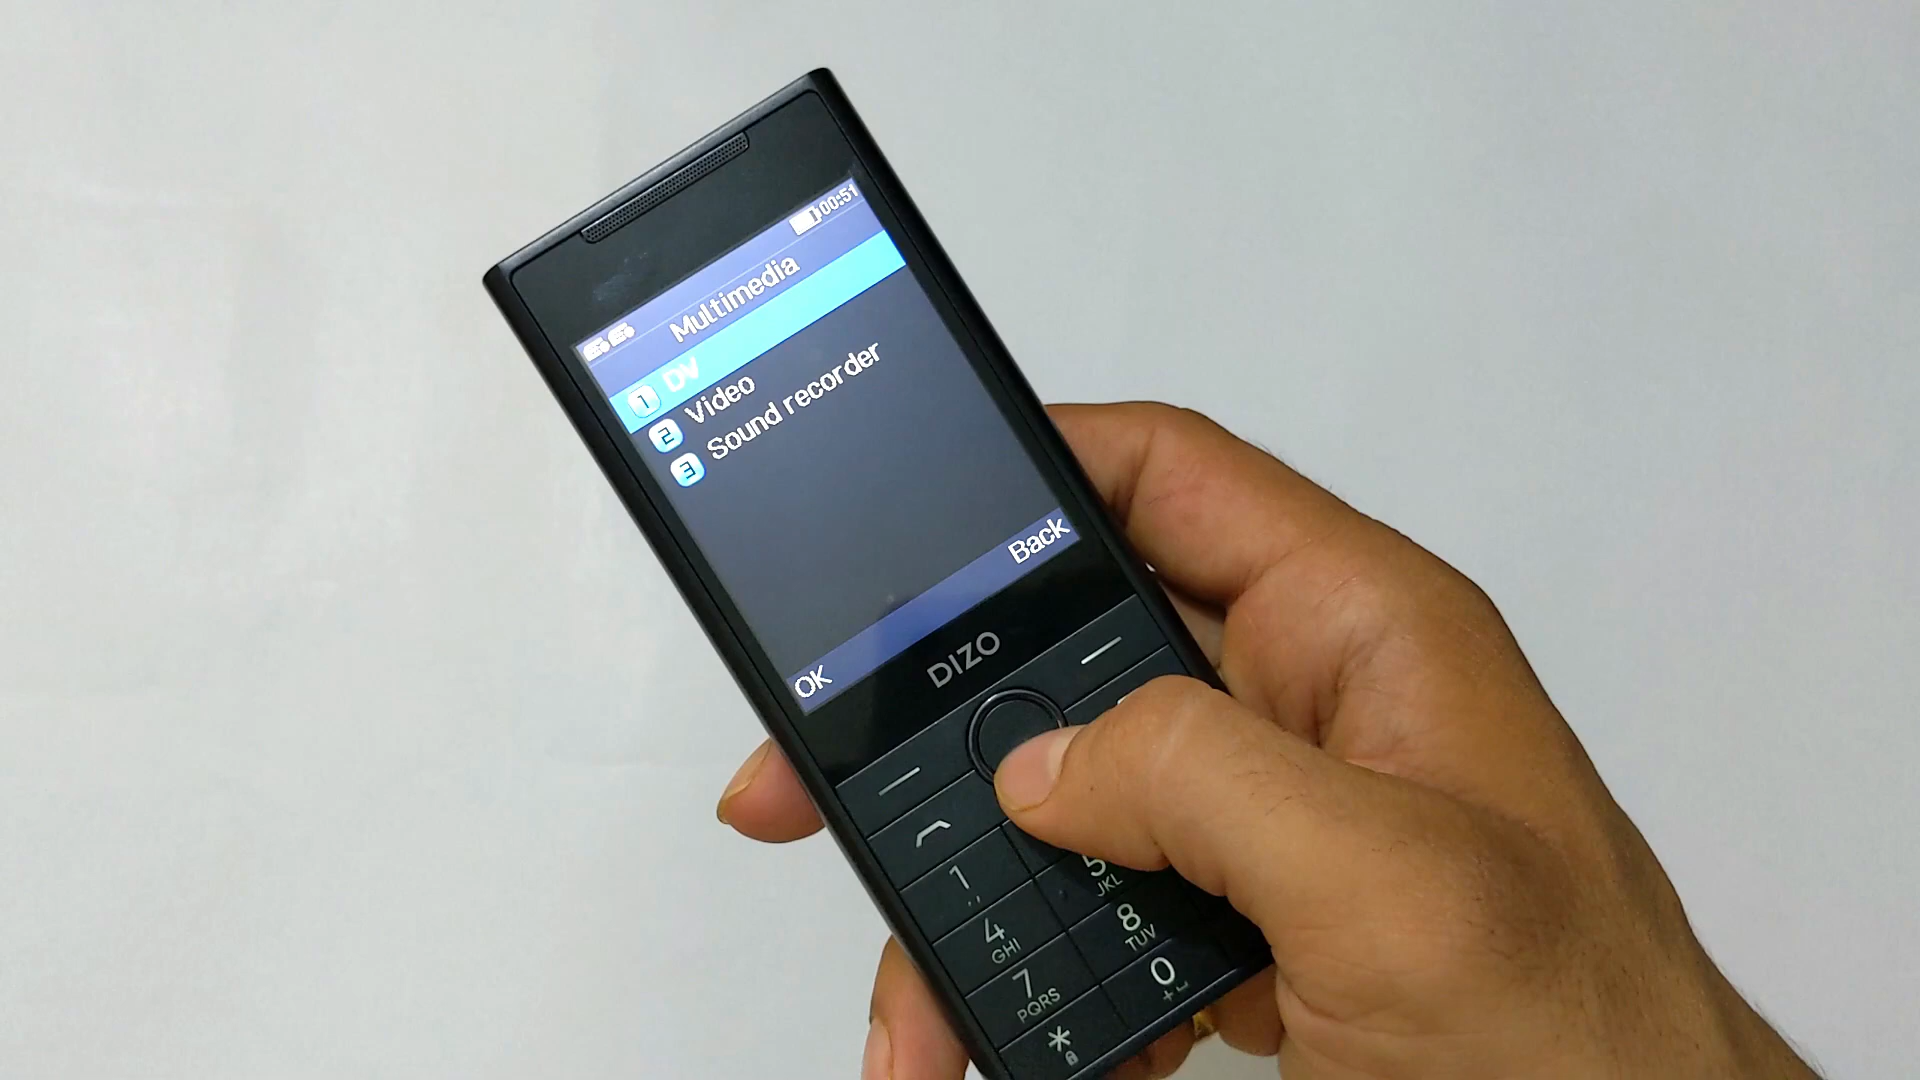 00:51
Multimedia
1 DV
2 Video
3 Sound recorder
OK Back
DIZO
1 .,
5 JKL
4 GHI
8 TUV
7 PQRS
0 +
*